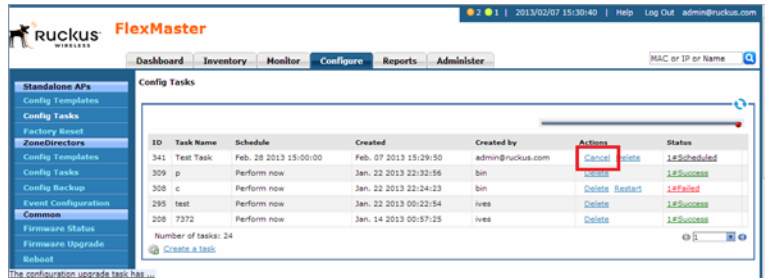 2 1 | 2013/02/07 15:30:40 | Help Log Out admin@ruckus.com
Ruckus WIRELESS FlexMaster
Dashboard Inventory Monitor Configure Reports Administer MAC or IP or Name
Standalone APs
Config Templates
Config Tasks
Factory Reset
ZoneDirectors
Config Templates
Config Tasks
Config Backup
Event Configuration
Common
Firmware Status
Firmware Upgrade
Reboot
Config Tasks
ID Task Name Schedule Created Created by Actions Status
341 Test Task Feb. 28 2013 15:00:00 Feb. 07 2013 15:29:50 admin@ruckus.com Cancel elete 1#Scheduled
309 p Perform now Jan. 22 2013 22:32:56 bin Delete 1#Success
308 c Perform now Jan. 22 2013 22:24:23 bin Delete Restart 1#Failed
295 test Perform now Jan. 22 2013 00:22:54 ives Delete 1#Success
208 7372 Perform now Jan. 14 2013 00:57:25 ives Delete 1#Success
Number of tasks: 24 1
Create a task
The configuration upgrade task has ...